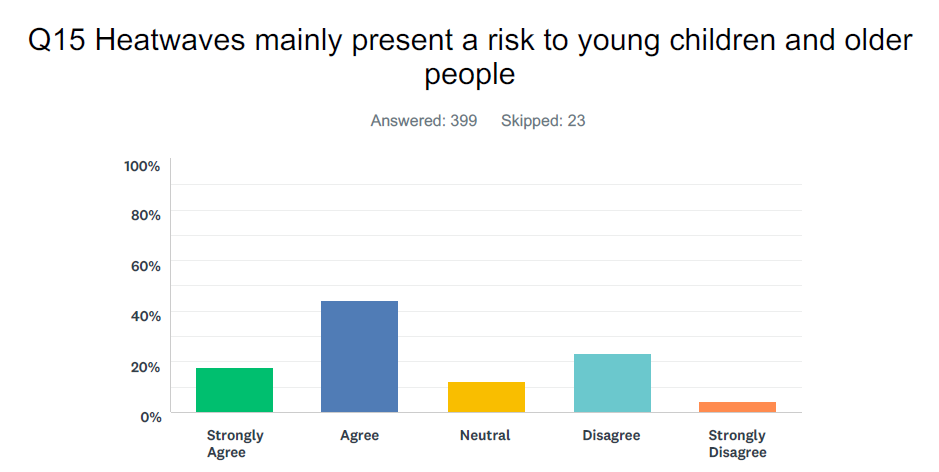 Q15 Heatwaves mainly present a risk to young children and older
people
Answered: 399 Skipped: 23
100%
80%
60%
40%
20%
0%
Strongly
Agree
Agree
Neutral
Disagree
Strongly
Disagree